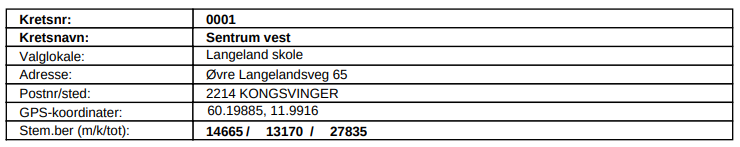 Kretsnr: 0001
Kretsnavn: Sentrum vest
Valglokale: Langeland skole
Adresse: Øvre Langelandsveg 65
Postnr/sted: 2214 KONGSVINGER
GPS-koordinater: 60.19885, 11.9916
Stem.ber (m/k/tot): 14665 / 13170 / 27835